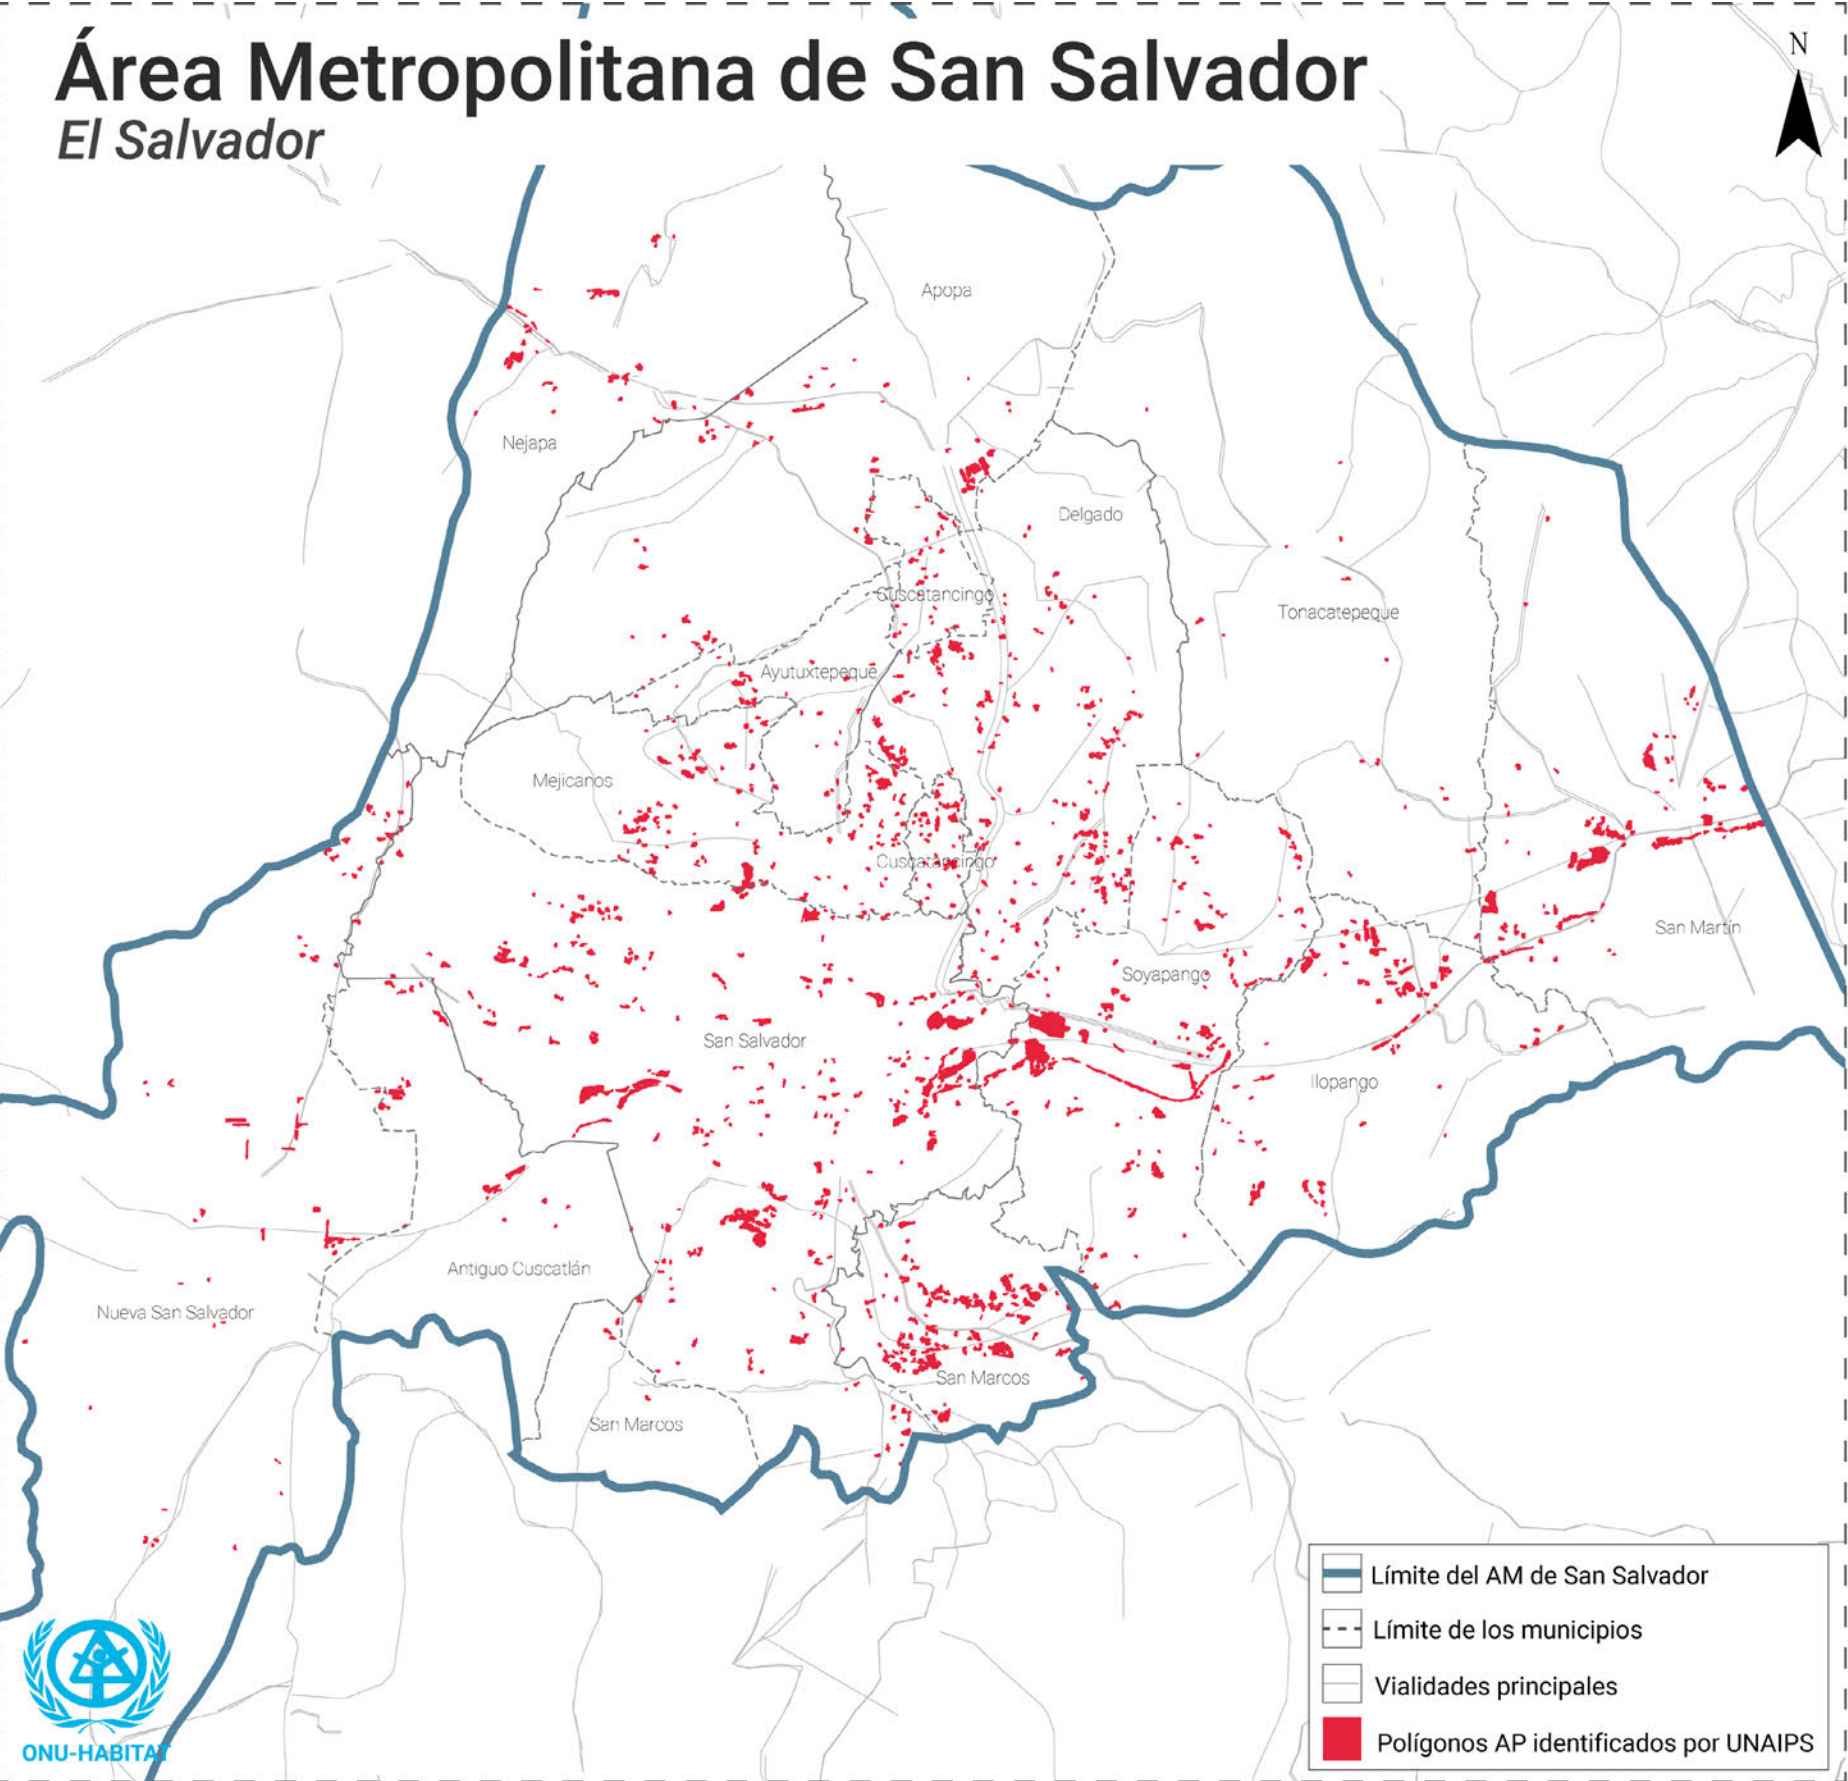 Área Metropolitana de San Salvador
El Salvador
N
Apopa
Nejapa
Delgado
Cuscatancingo
Tonacatepeque
Ayutuxtepeque
Mejicanos
Cuscatancingo
San Martín
Soyapango
San Salvador
Ilopango
Antiguo Cuscatlán
Nueva San Salvador
San Marcos
San Marcos
Límite del AM de San Salvador
Límite de los municipios
Vialidades principales
Polígonos AP identificados por UNAIPS
ONU-HABITAT